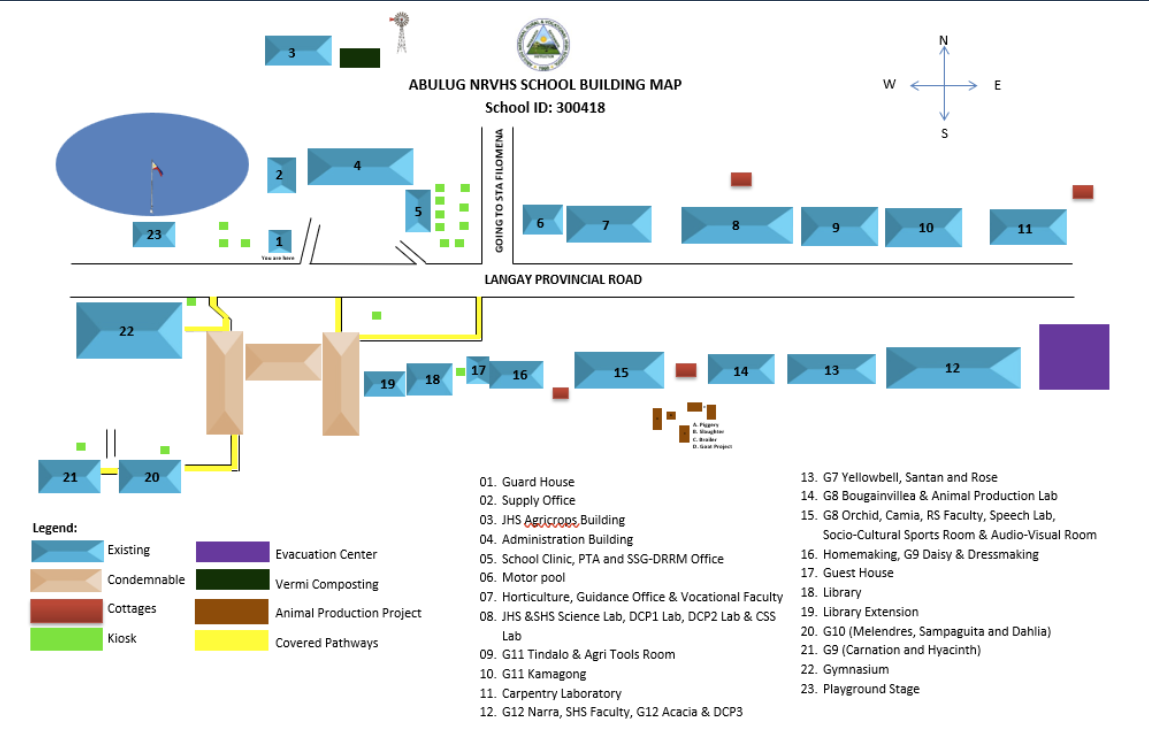 3
ABULUG NRVHS SCHOOL BUILDING MAP
School ID: 300418
N
W
E
S
GOING TO STA FILOMENA
2
4
5
23
1
You are here
6
7
8
9
10
11
LANGAY PROVINCIAL ROAD
22
19
18
17
16
15
14
13
12
A. Piggery
B. Slaughter
C. Broiler
D. Goat Project
21
20
Legend:
Existing
Condemnable
Cottages
Kiosk
Evacuation Center
Vermi Composting
Animal Production Project
Covered Pathways
01. Guard House
02. Supply Office
03. JHS Agricrops Building
04. Administration Building
05. School Clinic, PTA and SSG-DRRM Office
06. Motor pool
07. Horticulture, Guidance Office & Vocational Faculty
08. JHS &SHS Science Lab, DCP1 Lab, DCP2 Lab & CSS
Lab
09. G11 Tindalo & Agri Tools Room
10. G11 Kamagong
11. Carpentry Laboratory
12. G12 Narra, SHS Faculty, G12 Acacia & DCP3
13. G7 Yellowbell, Santan and Rose
14. G8 Bougainvillea & Animal Production Lab
15. G8 Orchid, Camia, RS Faculty, Speech Lab,
Socio-Cultural Sports Room & Audio-Visual Room
16. Homemaking, G9 Daisy & Dressmaking
17. Guest House
18. Library
19. Library Extension
20. G10 (Melendres, Sampaguita and Dahlia)
21. G9 (Carnation and Hyacinth)
22. Gymnasium
23. Playground Stage